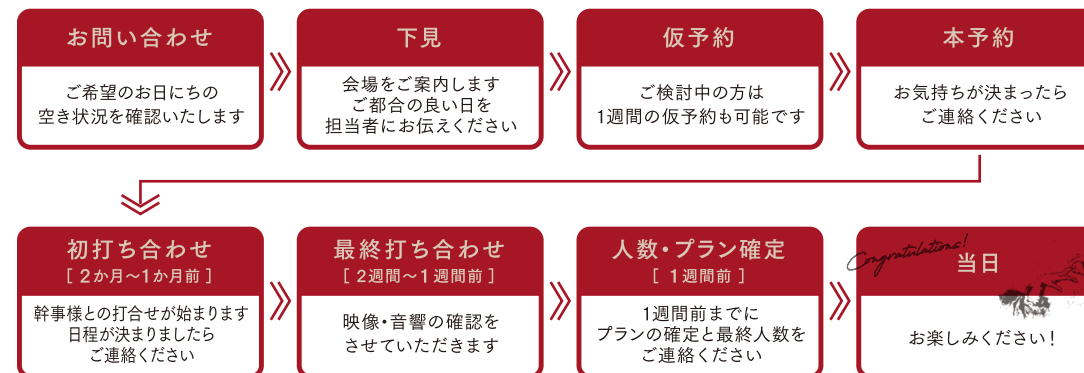 お問い合わせ
ご希望のお日にちの
空き状況を確認いたします
下見
会場をご案内します
ご都合の良い日を
担当者にお伝えください
仮予約
ご検討中の方は
1週間の仮予約も可能です
本予約
お気持ちが決まったら
ご連絡ください
初打ち合わせ
[ 2か月〜1か月前 ]
幹事様との打合せが始まります
日程が決まりましたら
ご連絡ください
最終打ち合わせ
[ 2週間〜1週間前 ]
映像・音響の確認を
させていただきます
人数・プラン確定
[ 1週間前 ]
1週間前までに
プランの確定と最終人数を
ご連絡ください
Congratulations!
当日
お楽しみください!